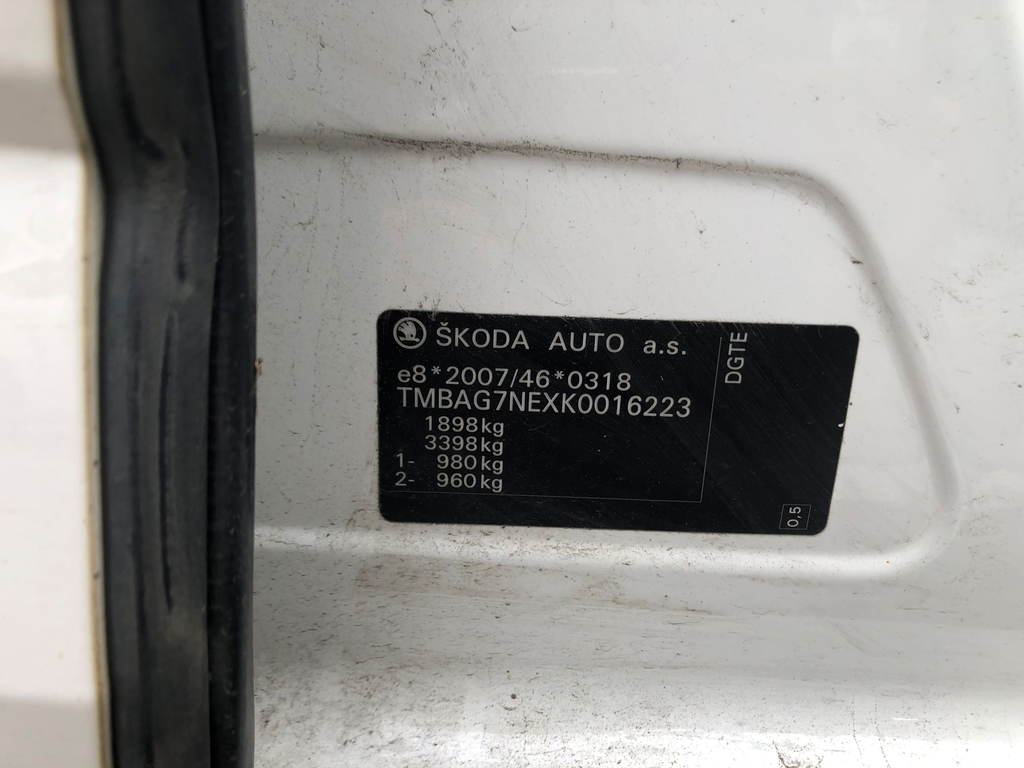 ŠKODA AUTO a.s.
e8*2007/46*0318
TMBAG7NEXK0016223
1898kg
3398kg
1- 980kg
2- 960kg
DGTE
0,5